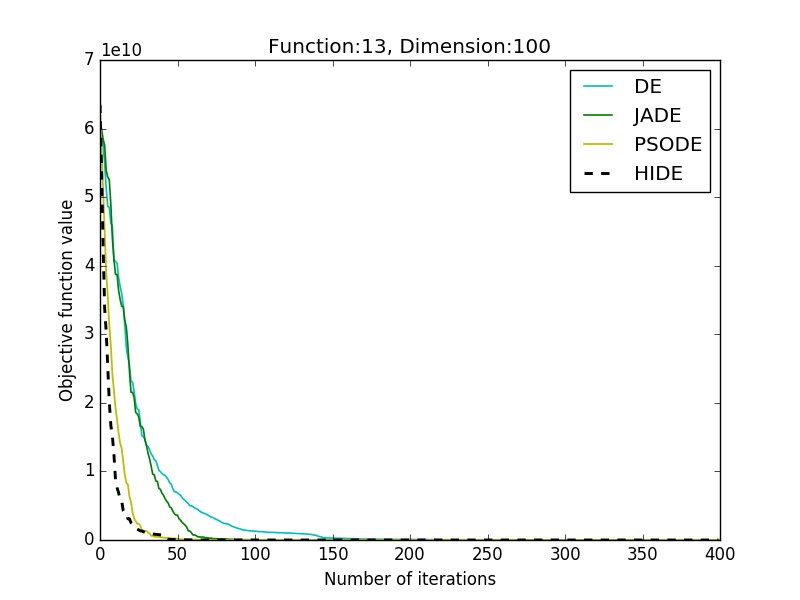 Function:13, Dimension:100
1e10
7
6
5
4
3
2
1
0
Objective function value
0 50 100 150 200 250 300 350 400
Number of iterations
DE
JADE
PSODE
HIDE